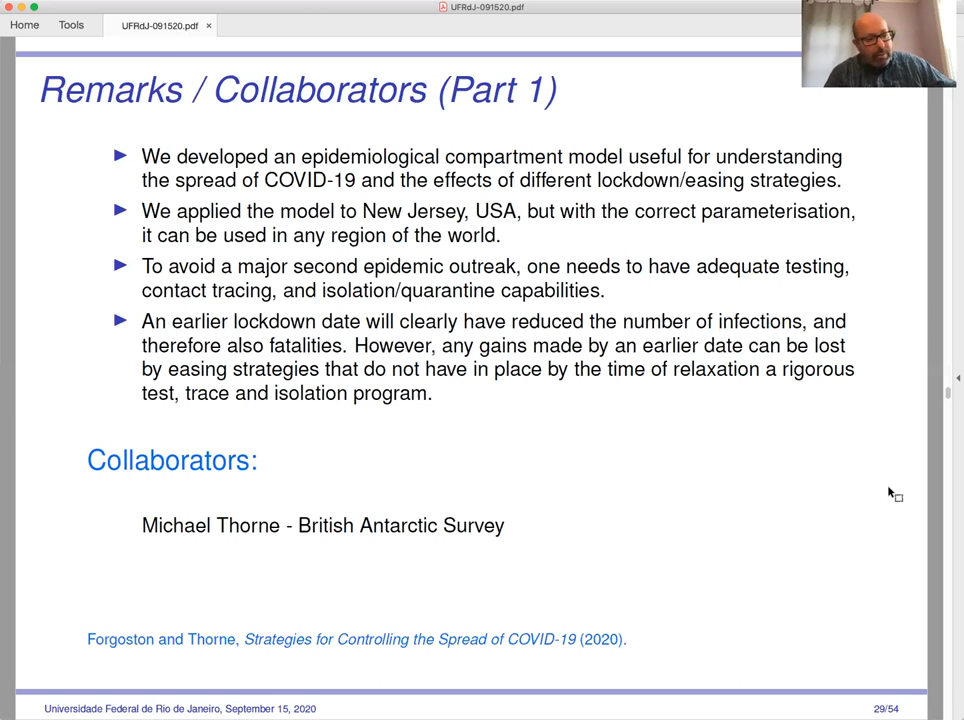 UFRdJ-091520.pdf
Home Tools UFRdJ-091520.pdf ×
Remarks / Collaborators (Part 1)
We developed an epidemiological compartment model useful for understanding
the spread of COVID-19 and the effects of different lockdown/easing strategies.
We applied the model to New Jersey, USA, but with the correct parameterisation,
it can be used in any region of the world.
To avoid a major second epidemic outreak, one needs to have adequate testing,
contact tracing, and isolation/quarantine capabilities.
An earlier lockdown date will clearly have reduced the number of infections, and
therefore also fatalities. However, any gains made by an earlier date can be lost
by easing strategies that do not have in place by the time of relaxation a rigorous
test, trace and isolation program.
Collaborators:
Michael Thorne - British Antarctic Survey
Forgoston and Thorne, Strategies for Controlling the Spread of COVID-19 (2020).
Universidade Federal de Rio de Janeiro, September 15, 2020 29/54